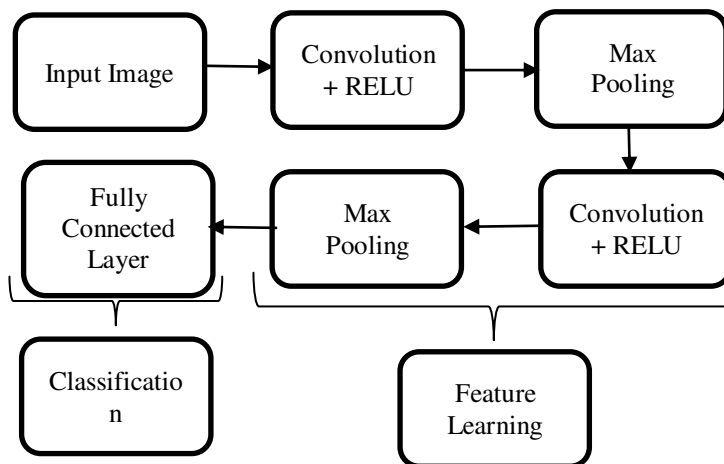 Input Image
Convolution
+ RELU
Max
Pooling
Fully
Connected
Layer
Max
Pooling
Convolution
+ RELU
Classificatio
n
Feature
Learning